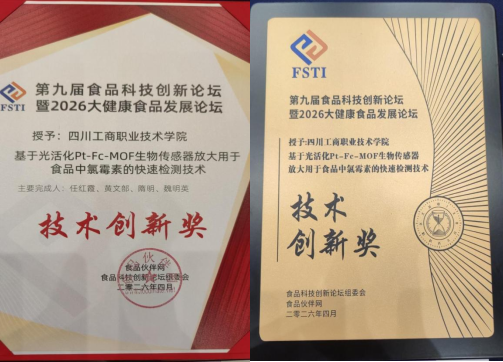 FSTI
第九届食品科技创新论坛
暨2026大健康食品发展论坛
授予：四川工商职业技术学院
基于光活化Pt-Fc-MOF生物传感器放大用于
食品中氯霉素的快速检测技术
主要完成人：任红霞、黄文部、隋明、魏明英
技术创新奖
食品伙伴网
食品科技创新论坛组委会
二零二六年四月
FSTI
第九届食品科技创新论坛
暨2026大健康食品发展论坛
授予:四川工商职业技术学院
基于光活化Pt-Fe-MOF生物传感器
放大用于食品中氯霉素的快速检测技术
技术
创新奖
食品科技创新论坛组委会
食品伙伴网
二零二六年四月